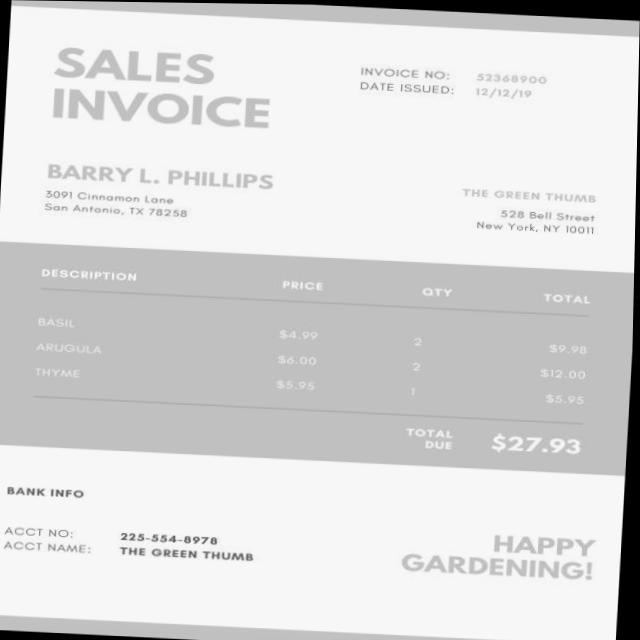 SALES
INVOICE
INVOICE NO: 52368900
DATE ISSUED: 12/12/19
BARRY L. PHILLIPS
3091 Cinnamon Lane
San Antonio, TX 78258
THE GREEN THUMB
528 Bell Street
New York, NY 10011
DESCRIPTION PRICE QTY TOTAL
BASIL $4.99 2 $9.98
ARUGULA $6.00 2 $12.00
THYME $5.95 1 $5.95
TOTAL DUE $27.93
BANK INFO
ACCT NO: 225-554-8978
ACCT NAME: THE GREEN THUMB
HAPPY
GARDENING!